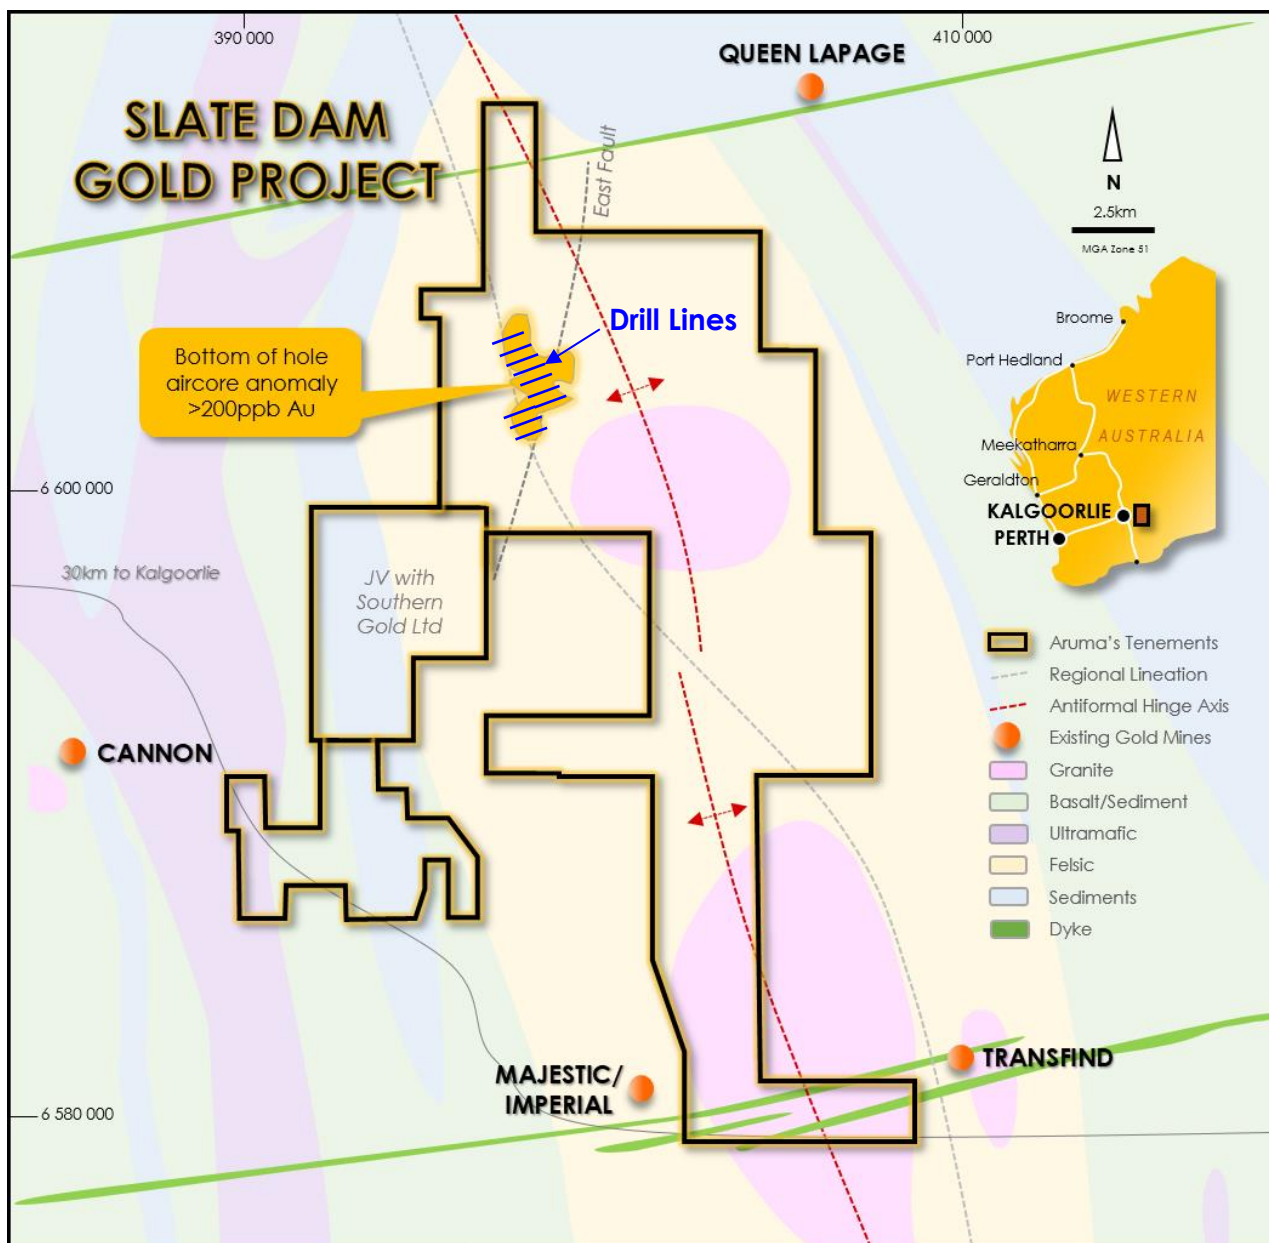 390 000
410 000
QUEEN LAPAGE
SLATE DAM
GOLD PROJECT
East Fault
N
2.5km
MGA Zone 51
Drill Lines
Bottom of hole
aircore anomaly
>200ppb Au
Broome
Port Hedland
WESTERN
AUSTRALIA
Meekatharra
Geraldton
KALGOORLIE
PERTH
6 600 000
30km to Kalgoorlie
JV with
Southern
Gold Ltd
Aruma's Tenements
Regional Lineation
Antiformal Hinge Axis
Existing Gold Mines
Granite
Basalt/Sediment
Ultramafic
Felsic
Sediments
Dyke
CANNON
MAJESTIC/
IMPERIAL
TRANSFIND
6 580 000